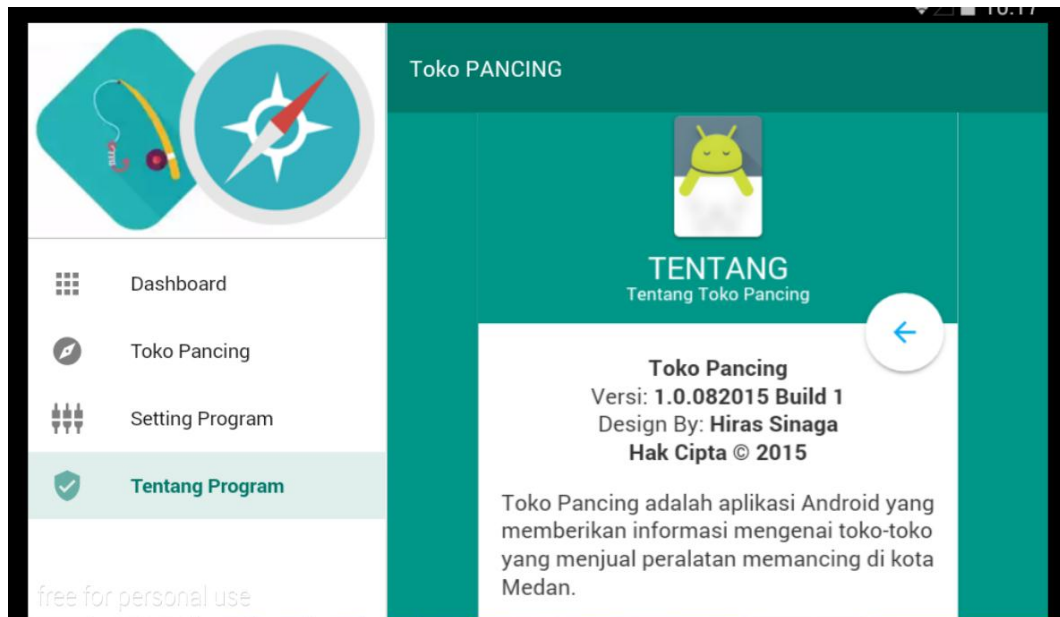 10:17
Toko PANCING
Dashboard
Toko Pancing
Setting Program
Tentang Program
free for personal use
TENTANG
Tentang Toko Pancing
Toko Pancing
Versi: 1.0.082015 Build 1
Design By: Hiras Sinaga
Hak Cipta © 2015
Toko Pancing adalah aplikasi Android yang
memberikan informasi mengenai toko-toko
yang menjual peralatan memancing di kota
Medan.